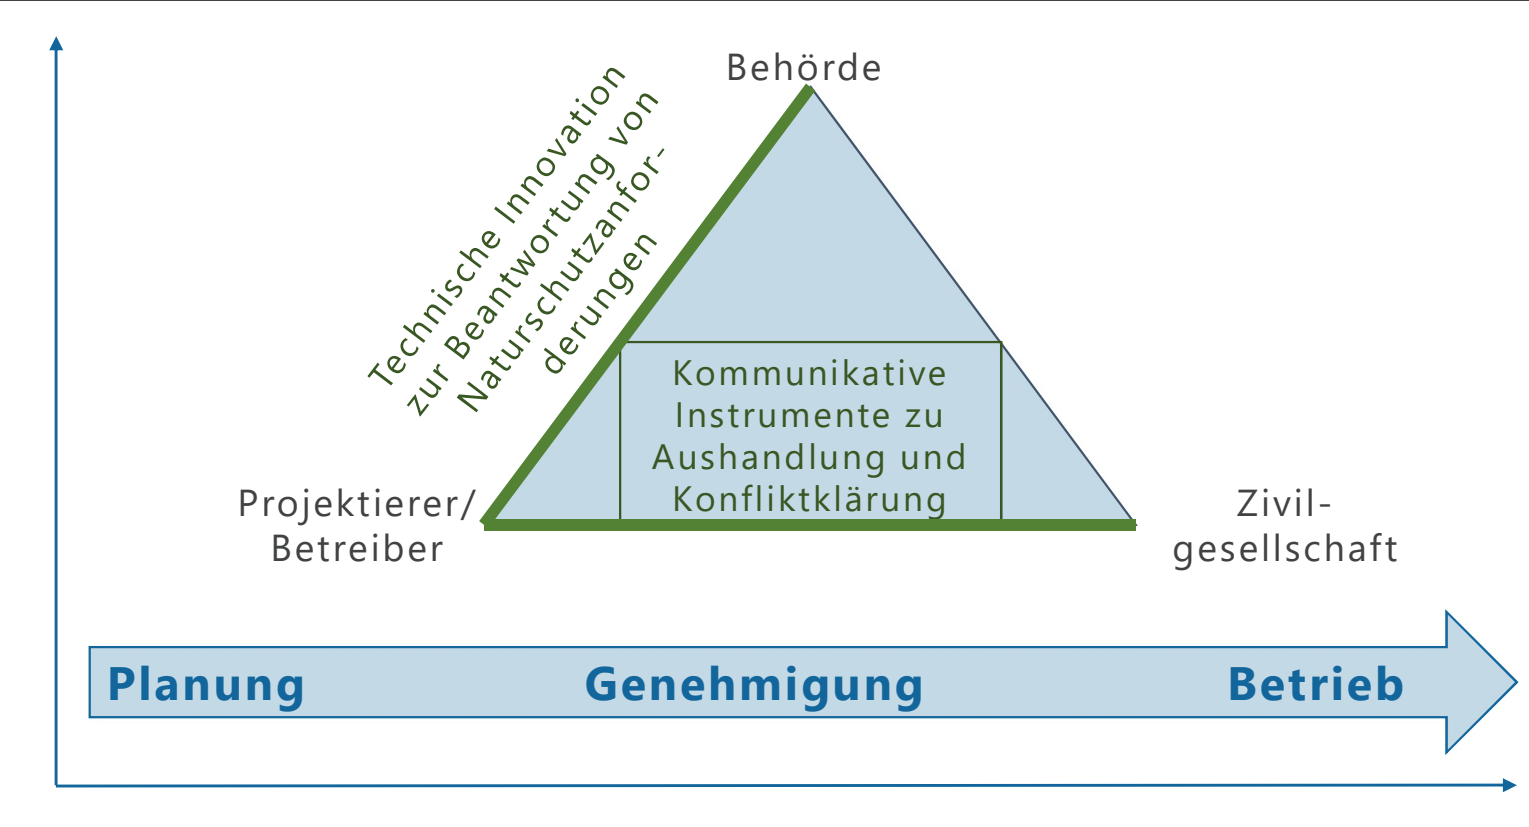 Behörde
Technische Innovation
zur Beantwortung von
Naturschutzanfor-
derungen
Kommunikative
Instrumente zu
Aushandlung und
Konfliktklärung
Projektierer/
Betreiber
Zivil-
gesellschaft
Planung Genehmigung Betrieb